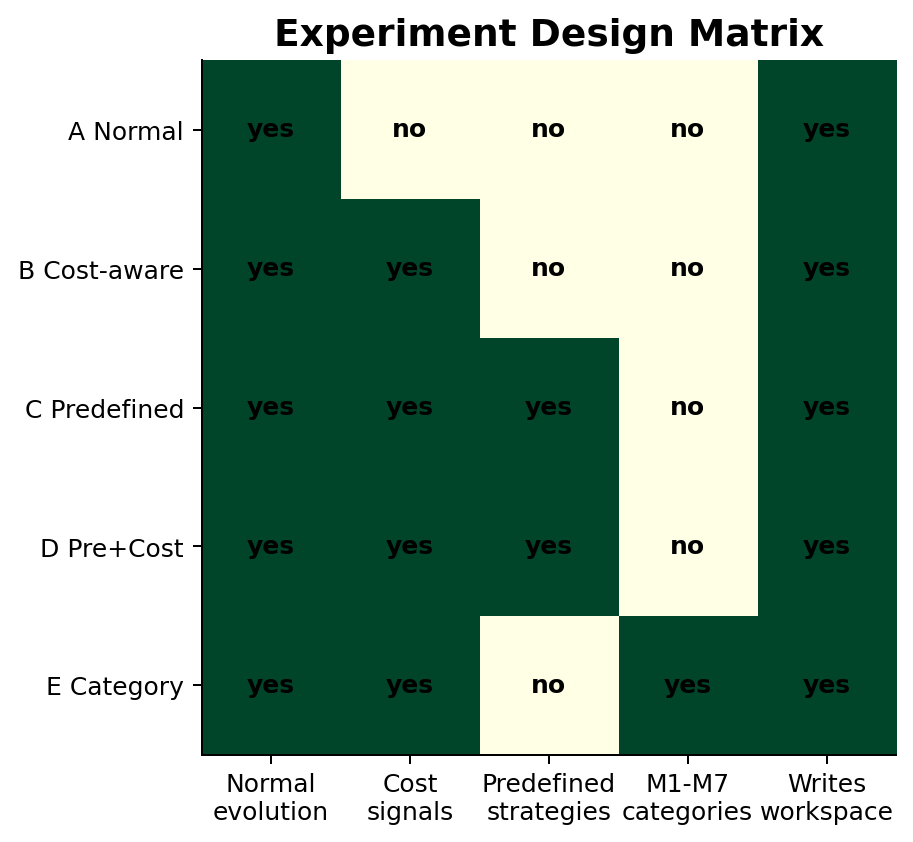 Experiment Design Matrix
A Normal yes no no no yes
B Cost-aware yes yes no no yes
C Predefined yes yes yes no yes
D Pre+Cost yes yes yes no yes
E Category yes yes no yes yes
Normal Cost Predefined M1-M7 Writes
evolution signals strategies categories workspace